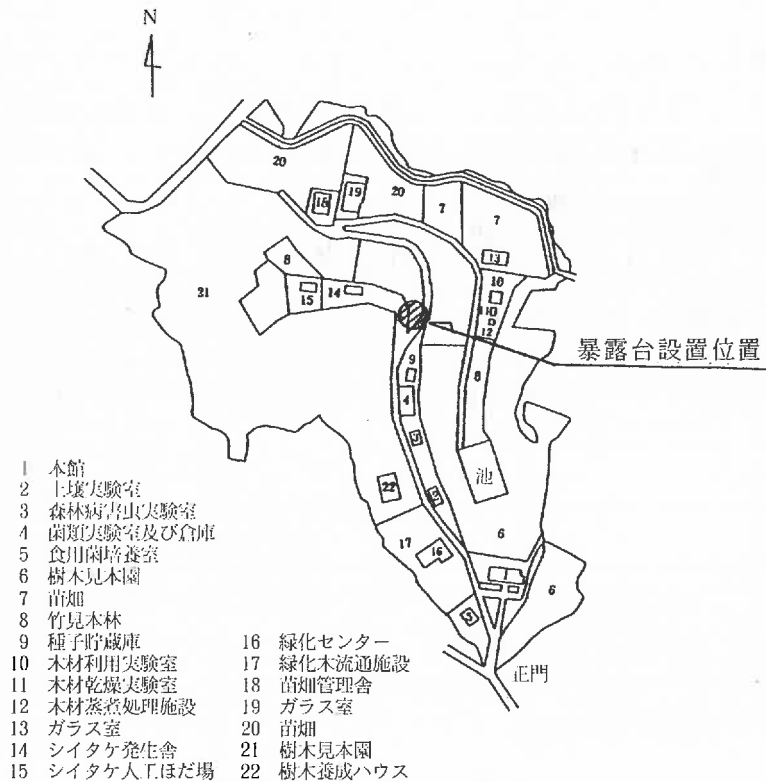 N
20
18
19
20
7
7
13
8
21
15
14
10
11
12
暴露台設置位置
9
8
4
5
池
22
6
17
16
1
6
5
正門
1 本館
2 土壌実験室
3 森林病害虫実験室
4 菌類実験室及び倉庫
5 食用菌培養室
6 樹木見本園
7 苗畑
8 竹見本林
9 種子貯蔵庫
10 木材利用実験室
11 木材乾燥実験室
12 木材蒸煮処理施設
13 ガラス室
14 シイタケ発生舎
15 シイタケ人工ほだ場
16 緑化センター
17 緑化木流通施設
18 苗畑管理舎
19 ガラス室
20 苗畑
21 樹木見本園
22 樹木養成ハウス